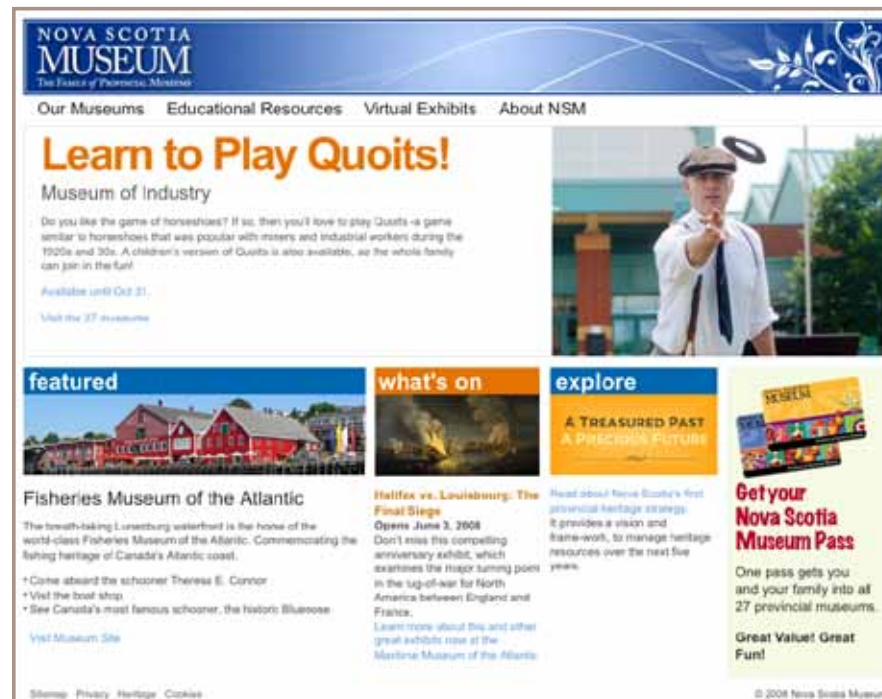 NOVA SCOTIA
MUSEUM
THE FAMILY of PROVINCIAL MUSEUMS
Our Museums Educational Resources Virtual Exhibits About NSM
Learn to Play Quoits!
Museum of Industry
Do you like the game of horseshoes? If so, then you'll love to play Quoits -a game
similar to horseshoes that was popular with miners and industrial workers during the
1920s and 30s. A children's version of Quoits is also available, so the whole family
can join in the fun!
Available until Oct 31.
Visit the 27 museums
featured
Fisheries Museum of the Atlantic
The breath-taking Lunenburg waterfront is the home of the
world-class Fisheries Museum of the Atlantic. Commemorating the
fishing heritage of Canada's Atlantic coast.
* Come aboard the schooner Theresa E. Connor
* Visit the boat shop
* See Canada's most famous schooner, the historic Bluenose
Visit Museum Site
what's on
Halifax vs. Louisbourg: The
Final Siege
Opens June 3, 2008
Don't miss this compelling
anniversary exhibit, which
examines the major turning point
in the tug-of-war for North
America between England and
France.
Learn more about this and other
great exhibits now at the
Maritime Museum of the Atlantic
explore
A TREASURED PAST
A PRECIOUS FUTURE
Read about Nova Scotia's first
provincial heritage strategy.
It provides a vision and
frame-work, to manage heritage
resources over the next five
years.
MUSEUM
Get your
Nova Scotia
Museum Pass
One pass gets you
and your family into all
27 provincial museums.
Great Value! Great
Fun!
Sitemap Privacy Heritage Cookies
© 2008 Nova Scotia Museum